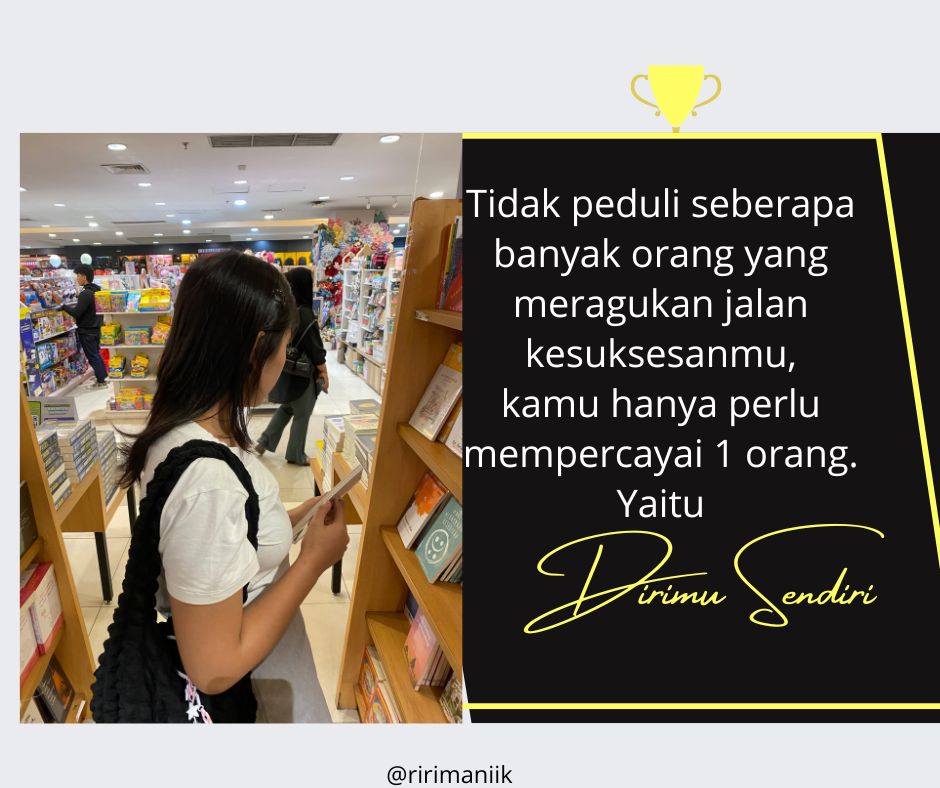 Tidak peduli seberapa
banyak orang yang
meragukan jalan
kesuksesanmu,
kamu hanya perlu
mempercayai 1 orang.
Yaitu
Dirimu Sendiri
@ririmaniik